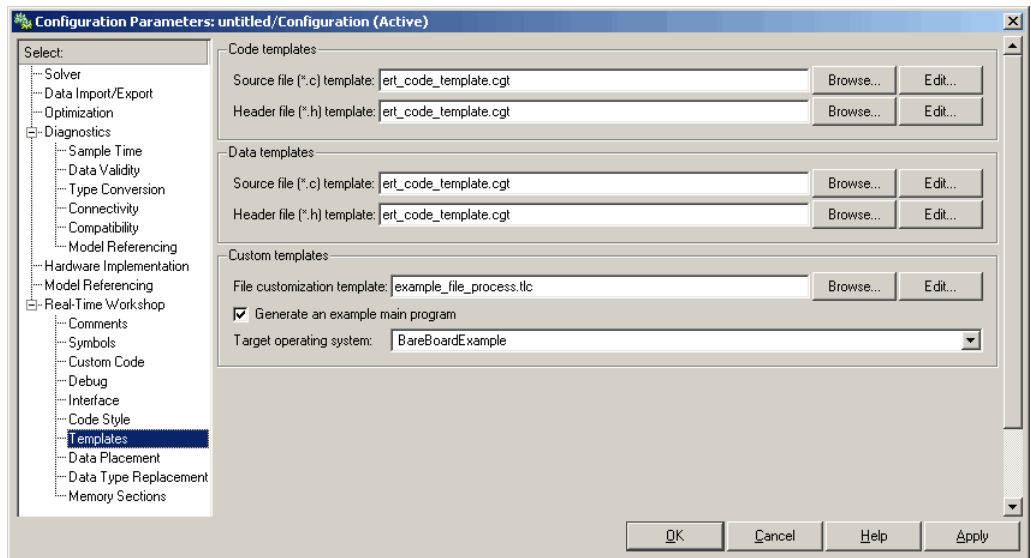 Configuration Parameters: untitled/Configuration (Active)
Select:
Solver
Data Import/Export
Optimization
Diagnostics
Sample Time
Data Validity
Type Conversion
Connectivity
Compatibility
Model Referencing
Hardware Implementation
Model Referencing
Real-Time Workshop
Comments
Symbols
Custom Code
Debug
Interface
Code Style
Templates
Data Placement
Data Type Replacement
Memory Sections
Code templates
Source file (*.c) template: ert_code_template.cgt Browse... Edit...
Header file (*.h) template: ert_code_template.cgt Browse... Edit...
Data templates
Source file (*.c) template: ert_code_template.cgt Browse... Edit...
Header file (*.h) template: ert_code_template.cgt Browse... Edit...
Custom templates
File customization template: example_file_process.tlc Browse... Edit...
Generate an example main program
Target operating system: BareBoardExample
OK Cancel Help Apply